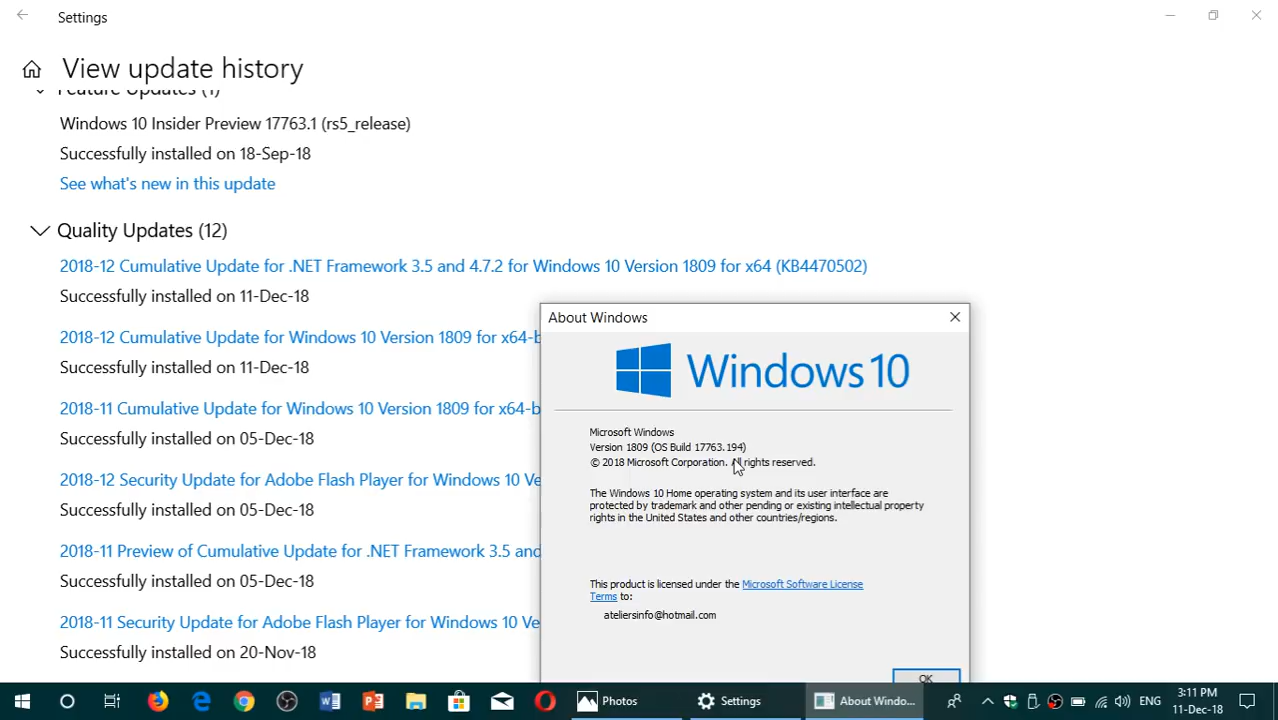 Settings
View update history
Feature Updates (1)
Windows 10 Insider Preview 17763.1 (rs5_release)
Successfully installed on 18-Sep-18
See what's new in this update
Quality Updates (12)
2018-12 Cumulative Update for .NET Framework 3.5 and 4.7.2 for Windows 10 Version 1809 for x64 (KB4470502)
Successfully installed on 11-Dec-18
2018-12 Cumulative Update for Windows 10 Version 1809 for x64-b
Successfully installed on 11-Dec-18
2018-11 Cumulative Update for Windows 10 Version 1809 for x64-b
Successfully installed on 05-Dec-18
2018-12 Security Update for Adobe Flash Player for Windows 10 Ve
Successfully installed on 05-Dec-18
2018-11 Preview of Cumulative Update for .NET Framework 3.5 and
Successfully installed on 05-Dec-18
2018-11 Security Update for Adobe Flash Player for Windows 10 Ve
Successfully installed on 20-Nov-18
About Windows
Windows 10
Microsoft Windows
Version 1809 (OS Build 17763.194)
© 2018 Microsoft Corporation. All rights reserved.
The Windows 10 Home operating system and its user interface are
protected by trademark and other pending or existing intellectual property
rights in the United States and other countries/regions.
This product is licensed under the Microsoft Software License
Terms to:
ateliersinfo@hotmail.com
OK
Photos
Settings
About Windo...
ENG
3:11 PM
11-Dec-18